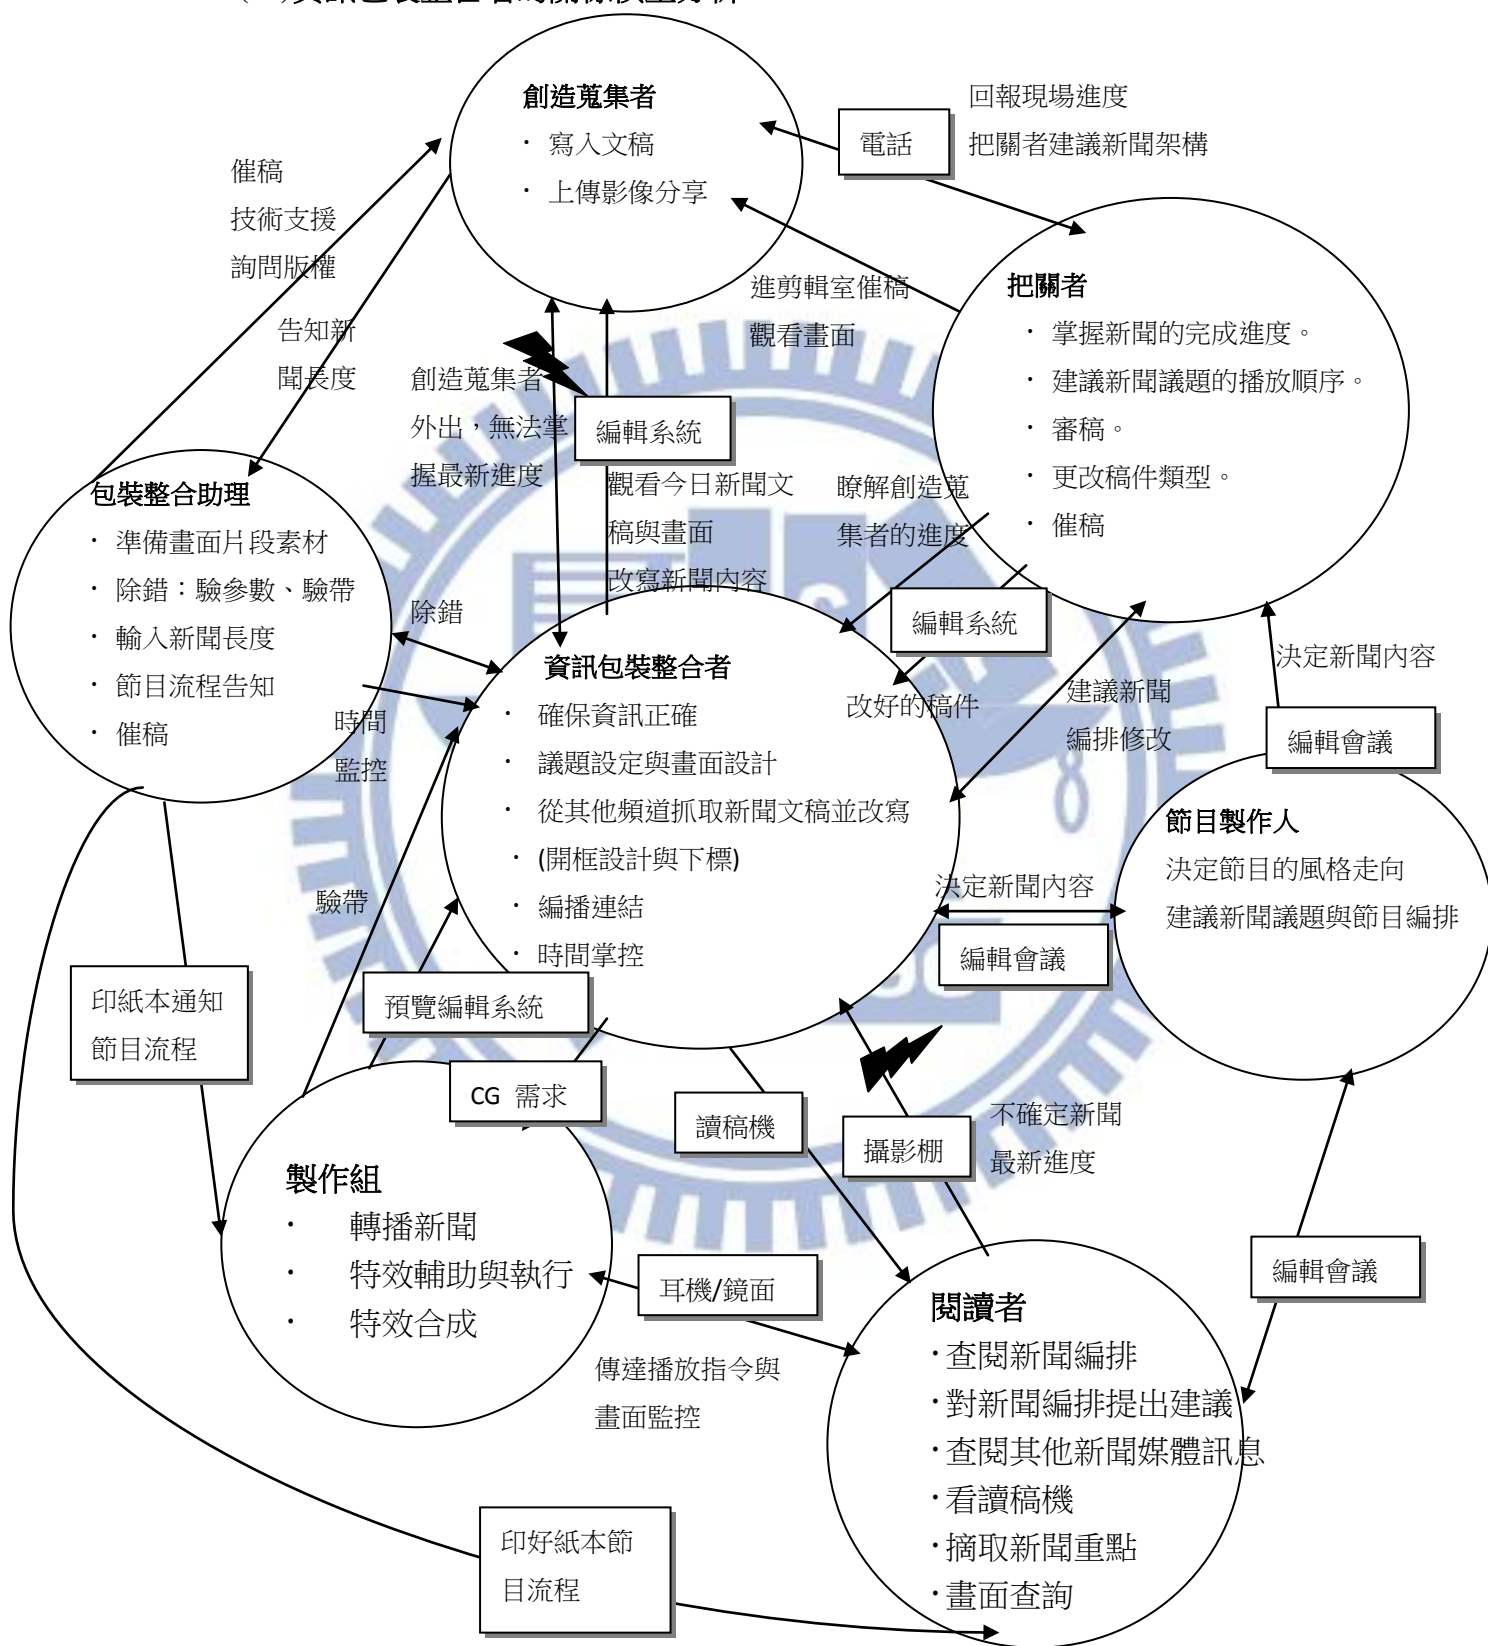 創造蒐集者
・寫入文稿
・上傳影像分享
電話
回報現場進度
把關者建議新聞架構
催稿
技術支援
詢問版權
告知新
聞長度
進剪輯室催稿
觀看畫面
把關者
・掌握新聞的完成進度。
・建議新聞議題的播放順序。
・審稿。
・更改稿件類型。
・催稿
創造蒐集者
外出，無法掌
握最新進度
編輯系統
觀看今日新聞文
稿與畫面
改寫新聞內容
瞭解創造蒐
集者的進度
包裝整合助理
・準備畫面片段素材
・除錯：驗參數、驗帶
・輸入新聞長度
・節目流程告知
・催稿
除錯
時間
監控
編輯系統
改好的稿件
建議新聞
編排修改
決定新聞內容
編輯會議
資訊包裝整合者
・確保資訊正確
・議題設定與畫面設計
・從其他頻道抓取新聞文稿並改寫
・(開框設計與下標)
・編播連結
・時間掌控
節目製作人
決定節目的風格走向
建議新聞議題與節目編排
決定新聞內容
編輯會議
驗帶
印紙本通知
節目流程
預覽編輯系統
CG 需求
讀稿機
攝影棚
不確定新聞
最新進度
製作組
・轉播新聞
・特效輔助與執行
・特效合成
耳機/鏡面
傳達播放指令與
畫面監控
編輯會議
閱讀者
・查閱新聞編排
・對新聞編排提出建議
・查閱其他新聞媒體訊息
・看讀稿機
・摘取新聞重點
・畫面查詢
印好紙本節
目流程